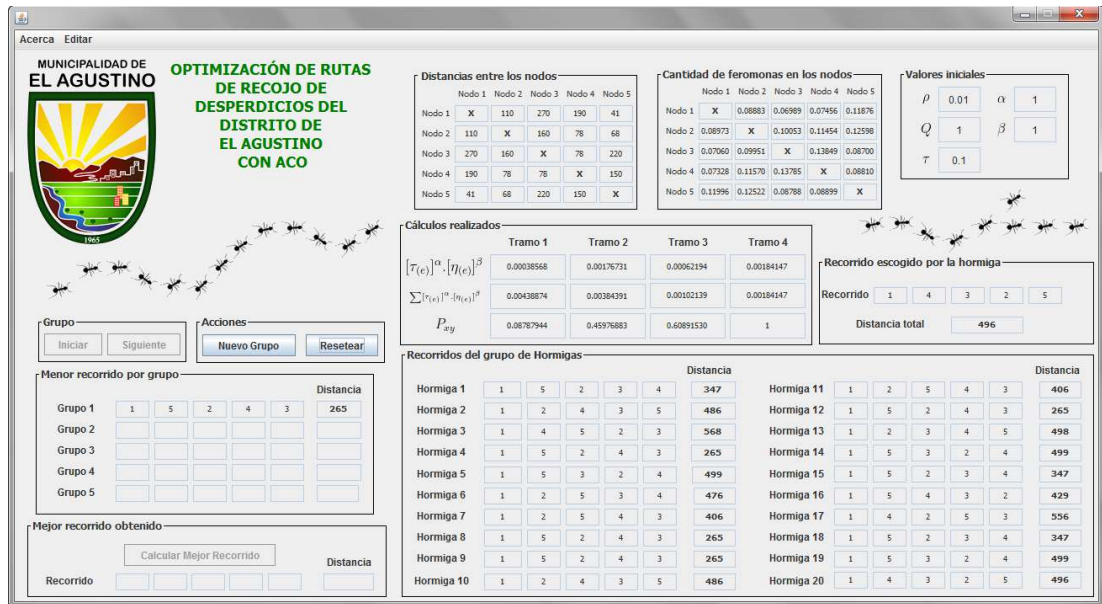 Acerca Editar
MUNICIPALIDAD DE
EL AGUSTINO
1965
OPTIMIZACIÓN DE RUTAS
DE RECOJO DE
DESPERDICIOS DEL
DISTRITO DE
EL AGUSTINO
CON ACO
Distancias entre los nodos
Nodo 1 Nodo 2 Nodo 3 Nodo 4 Nodo 5
Nodo 1 X 110 270 190 41
Nodo 2 110 X 160 78 68
Nodo 3 270 160 X 78 220
Nodo 4 190 78 78 X 150
Nodo 5 41 68 220 150 X
Cantidad de feromonas en los nodos
Nodo 1 Nodo 2 Nodo 3 Nodo 4 Nodo 5
Nodo 1 X 0.08883 0.06989 0.07456 0.11876
Nodo 2 0.08973 X 0.10053 0.11454 0.12598
Nodo 3 0.07060 0.09951 X 0.13849 0.08700
Nodo 4 0.07328 0.11570 0.13785 X 0.08810
Nodo 5 0.11996 0.12522 0.08788 0.08899 X
Valores iniciales
ρ 0.01 α 1
Q 1 β 1
τ 0.1
Cálculos realizados
Tramo 1 Tramo 2 Tramo 3 Tramo 4
[τ(e)]^α.[η(e)]^β 0.00038568 0.00176731 0.00062194 0.00184147
∑[τ(e)]^α.[η(e)]^β 0.00438874 0.00384391 0.00102139 0.00184147
Pxy 0.08787944 0.45976883 0.60891530 1
Recorrido escogido por la hormiga
Recorrido 1 4 3 2 5
Distancia total 496
Grupo
Iniciar Siguiente
Acciones
Nuevo Grupo Resetear
Menor recorrido por grupo
Distancia
Grupo 1 1 5 2 4 3 265
Grupo 2
Grupo 3
Grupo 4
Grupo 5
Mejor recorrido obtenido
Calcular Mejor Recorrido Distancia
Recorrido
Recorridos del grupo de Hormigas
Distancia Distancia
Hormiga 1 1 5 2 3 4 347 Hormiga 11 1 2 5 4 3 406
Hormiga 2 1 2 4 3 5 486 Hormiga 12 1 5 2 4 3 265
Hormiga 3 1 4 5 2 3 568 Hormiga 13 1 2 3 4 5 498
Hormiga 4 1 5 2 4 3 265 Hormiga 14 1 5 3 2 4 499
Hormiga 5 1 5 3 2 4 499 Hormiga 15 1 5 2 3 4 347
Hormiga 6 1 2 5 3 4 476 Hormiga 16 1 5 4 3 2 429
Hormiga 7 1 2 5 4 3 406 Hormiga 17 1 4 2 5 3 556
Hormiga 8 1 5 2 4 3 265 Hormiga 18 1 5 2 3 4 347
Hormiga 9 1 5 2 4 3 265 Hormiga 19 1 5 3 2 4 499
Hormiga 10 1 2 4 3 5 486 Hormiga 20 1 4 3 2 5 496